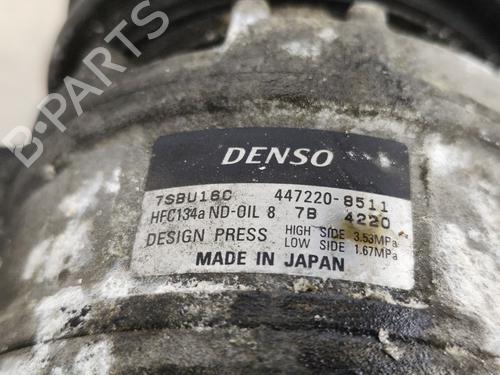 DENSO
7SBU16C 447220-8511
HFC134a ND-OIL 8 7B 4220
DESIGN PRESS HIGH SIDE 3.53MPa
LOW SIDE 1.67MPa
MADE IN JAPAN